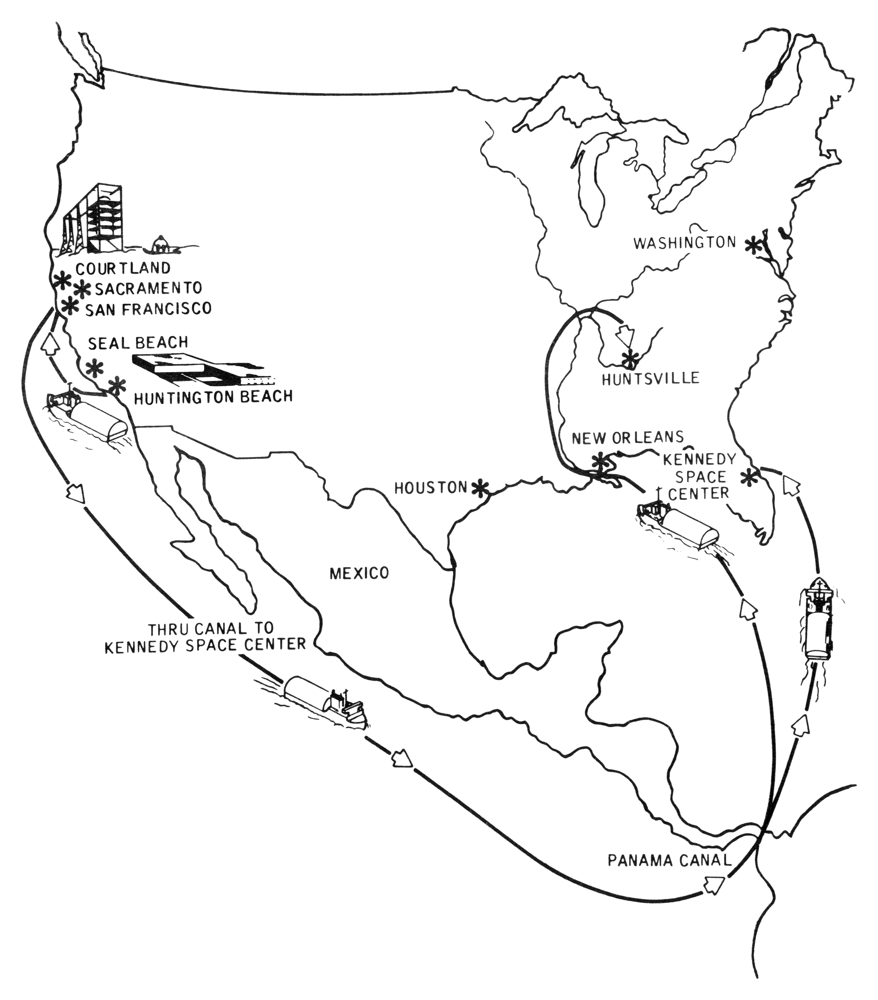 WASHINGTON
COURTLAND
SACRAMENTO
SAN FRANCISCO
SEAL BEACH
HUNTINGTON BEACH
HUNTSVILLE
NEW ORLEANS
KENNEDY
SPACE
CENTER
HOUSTON
MEXICO
THRU CANAL TO
KENNEDY SPACE CENTER
PANAMA CANAL